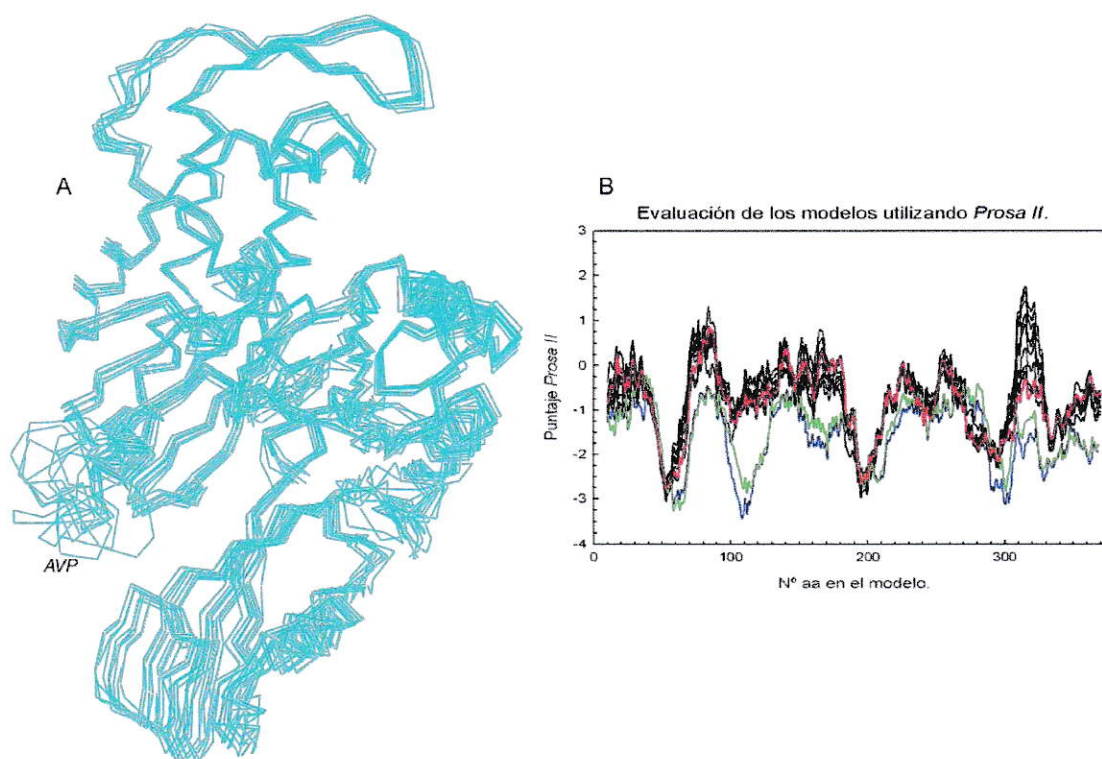 A
AVP
B
Evaluación de los modelos utilizando Prosa II.
Puntaje Prosa II
3
2
1
0
-1
-2
-3
-4
0
100
200
300
Nº aa en el modelo.